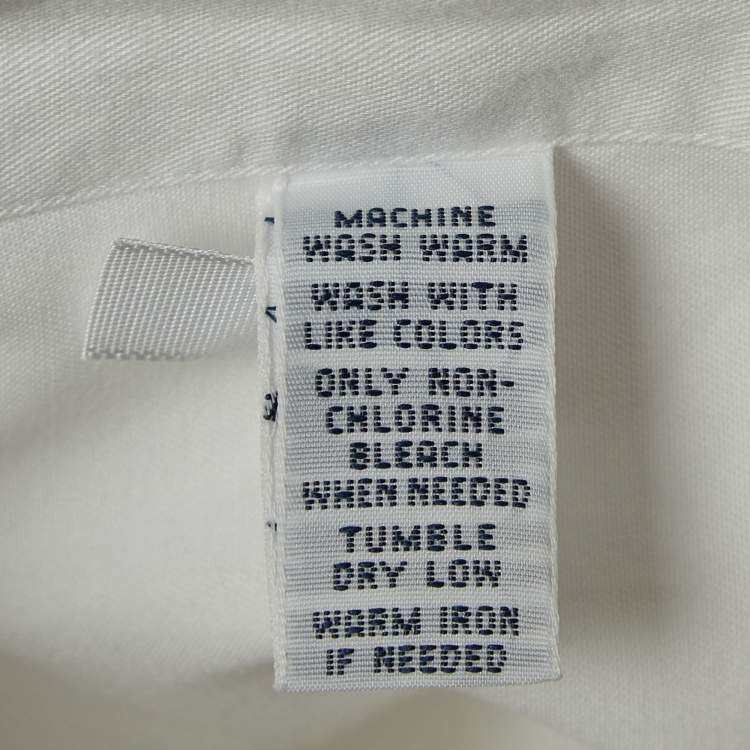 MACHINE
WASH WARM
WASH WITH
LIKE COLORS
ONLY NON-
CHLORINE
BLEACH
WHEN NEEDED
TUMBLE
DRY LOW
WARM IRON
IF NEEDED